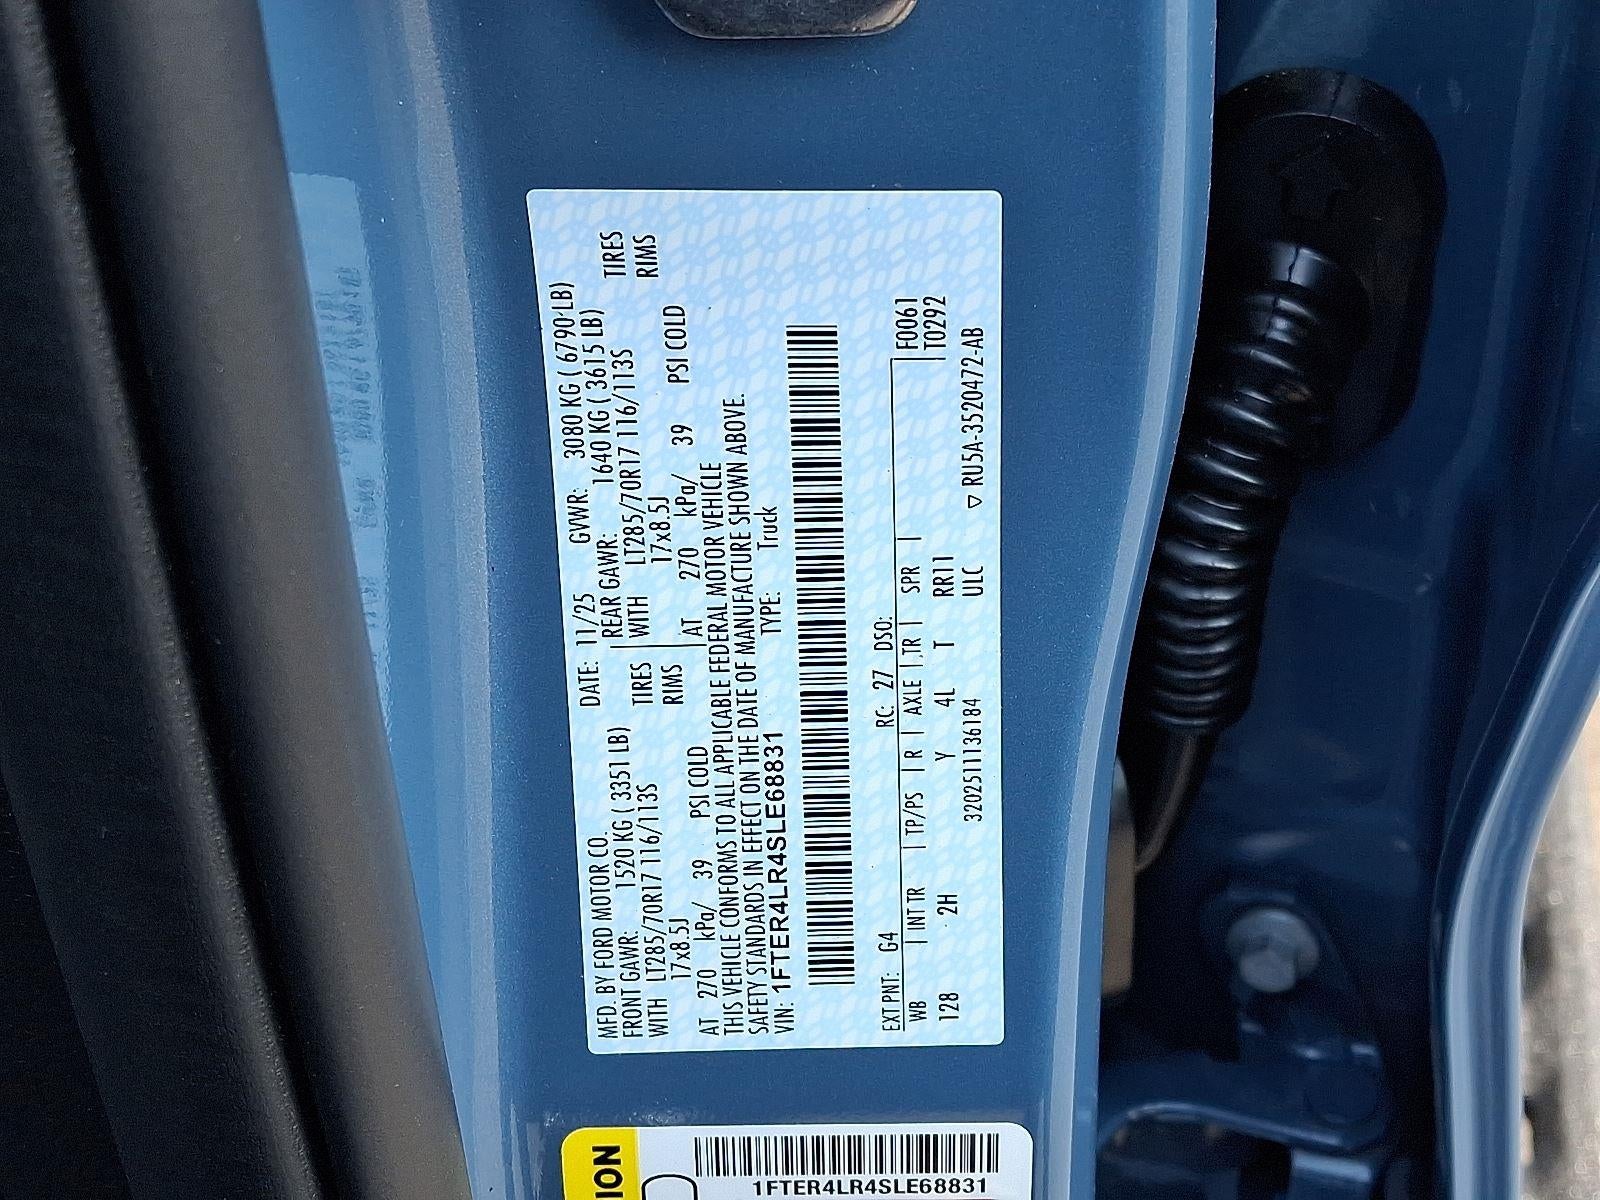 MFD. BY FORD MOTOR CO. DATE: 11/25 GVWR: 3080 KG ( 6790 LB)
FRONT GAWR: 1520 KG ( 3351 LB) REAR GAWR: 1640 KG ( 3615 LB)
WITH LT285/70R17 116/113S TIRES WITH LT285/70R17 116/113S TIRES
17x8.5J RIMS 17x8.5J RIMS
AT 270 kPa/ 39 PSI COLD AT 270 kPa/ 39 PSI COLD
THIS VEHICLE CONFORMS TO ALL APPLICABLE FEDERAL MOTOR VEHICLE
SAFETY STANDARDS IN EFFECT ON THE DATE OF MANUFACTURE SHOWN ABOVE.
VIN: 1FTER4LR4SLE68831 TYPE: Truck
EXT PNT: G4 RC: 27 DSO: F0061
WB | INT TR | TP/PS | R | AXLE | TR | SPR | T0292
128 2H Y 4L T RR11
320251136184 ULC ▽ RU5A-3520472-AB
ION
1FTER4LR4SLE68831